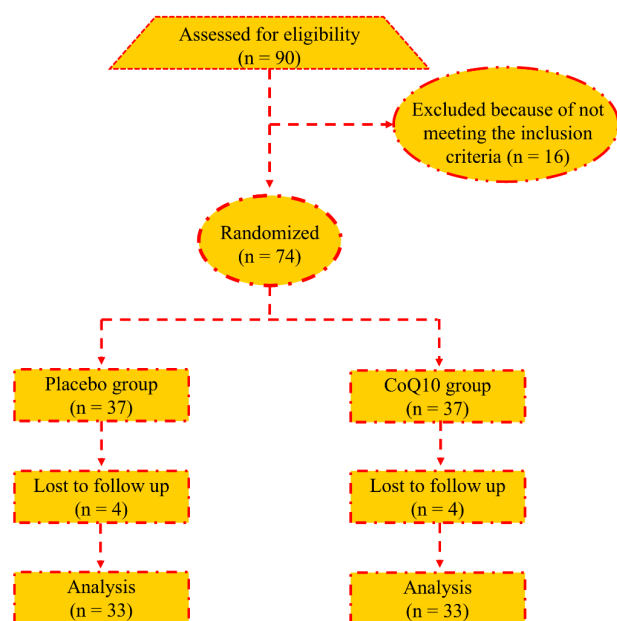 Assessed for eligibility
(n = 90)
Excluded because of not
meeting the inclusion
criteria (n = 16)
Randomized
(n = 74)
Placebo group
(n = 37)
CoQ10 group
(n = 37)
Lost to follow up
(n = 4)
Lost to follow up
(n = 4)
Analysis
(n = 33)
Analysis
(n = 33)